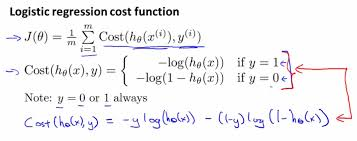 Logistic regression cost function
→ J(θ) = 1/m ∑_{i=1}^{m} Cost(h_θ(x^{(i)}), y^{(i)})
→ Cost(h_θ(x), y) = { −log(h_θ(x)) if y = 1 ←
−log(1 − h_θ(x)) if y = 0 ←
Note: y = 0 or 1 always
Cost(h_θ(x), y) = −y log(h_θ(x)) − (1−y) log(1−h_θ(x)) ←